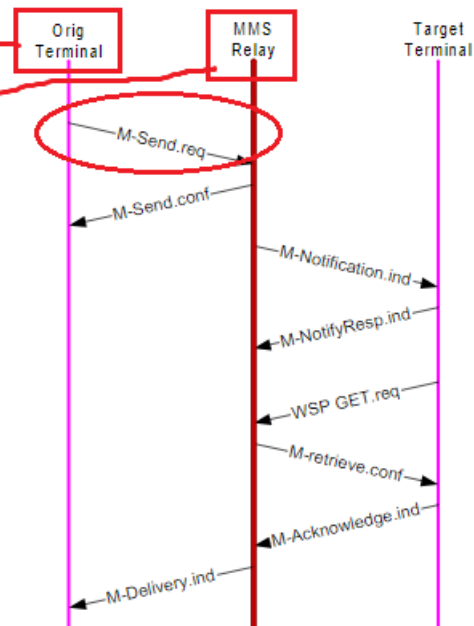 Orig
Terminal
MMS
Relay
Target
Terminal
M-Send.req
M-Send.conf
M-Notification.ind
M-NotifyResp.ind
WSP GET.req
M-retrieve.conf
M-Acknowledge.ind
M-Delivery.ind